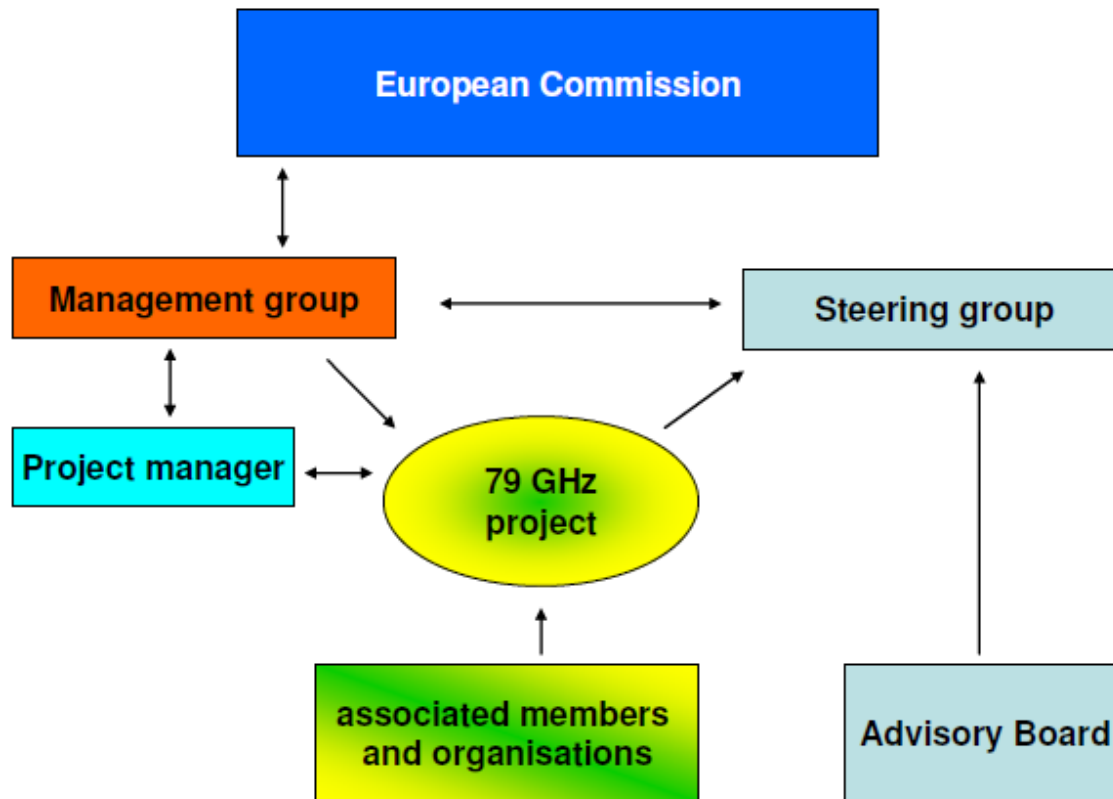 European Commission
Management group
Steering group
Project manager
79 GHz
project
associated members
and organisations
Advisory Board